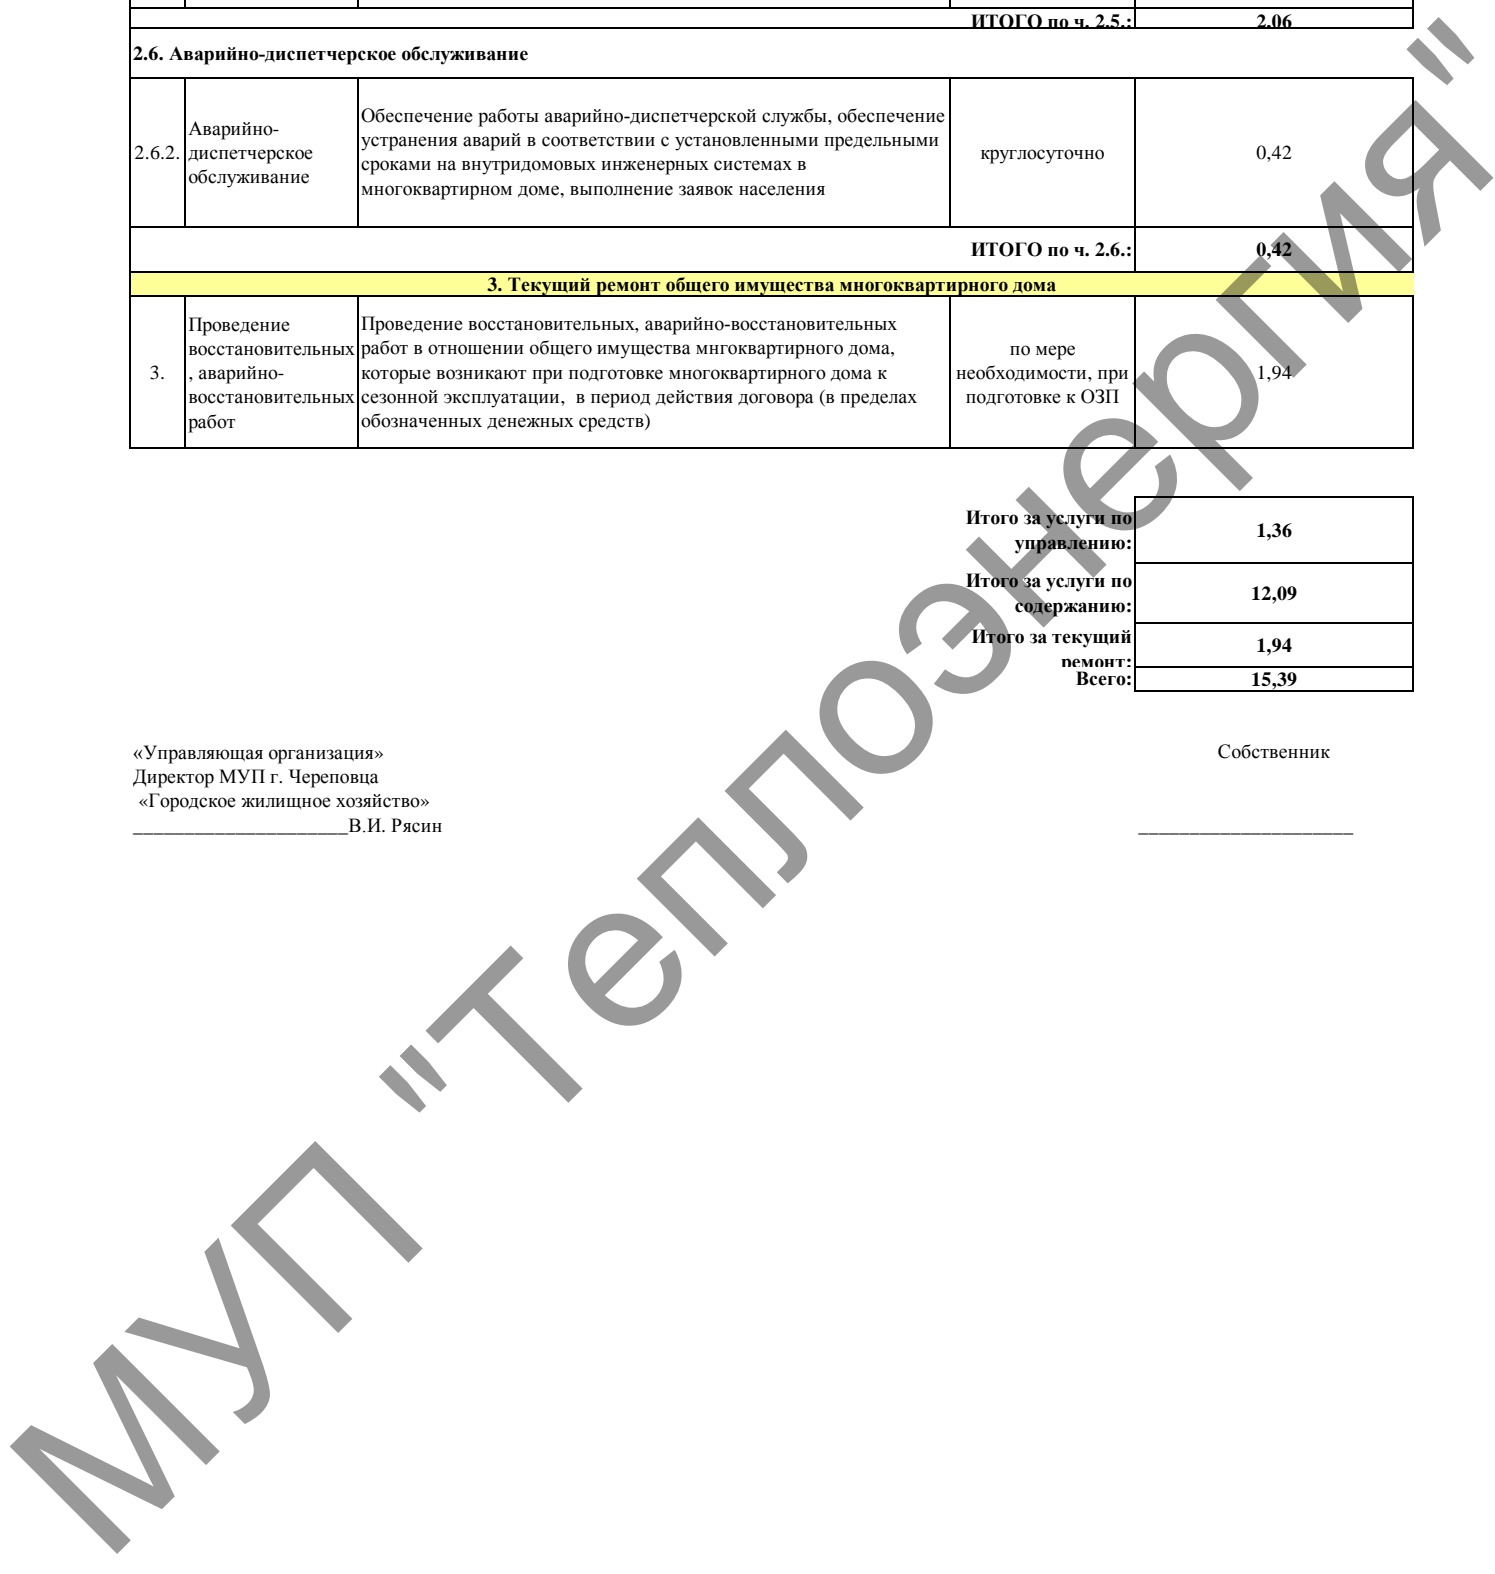 ИТОГО по ч. 2.5.: 2,06
2.6. Аварийно-диспетчерское обслуживание
2.6.2.
Аварийно-
диспетчерское
обслуживание
Обеспечение работы аварийно-диспетчерской службы, обеспечение
устранения аварий в соответствии с установленными предельными
сроками на внутридомовых инженерных системах в
многоквартирном доме, выполнение заявок населения
круглосуточно
0,42
ИТОГО по ч. 2.6.: 0,42
3. Текущий ремонт общего имущества многоквартирного дома
3.
Проведение
восстановительных
, аварийно-
восстановительных
работ
Проведение восстановительных, аварийно-восстановительных
работ в отношении общего имущества мнгоквартирного дома,
которые возникают при подготовке многоквартирного дома к
сезонной эксплуатации,  в период действия договора (в пределах
обозначенных денежных средств)
по мере
необходимости, при
подготовке к ОЗП
1,94
Итого за услуги по
управлению:
1,36
Итого за услуги по
содержанию:
12,09
Итого за текущий
ремонт:
1,94
Всего: 15,39
«Управляющая организация»
Директор МУП г. Череповца
«Городское жилищное хозяйство»
_____________________В.И. Рясин
Собственник
_____________________
МУП "Теплоэнергия"